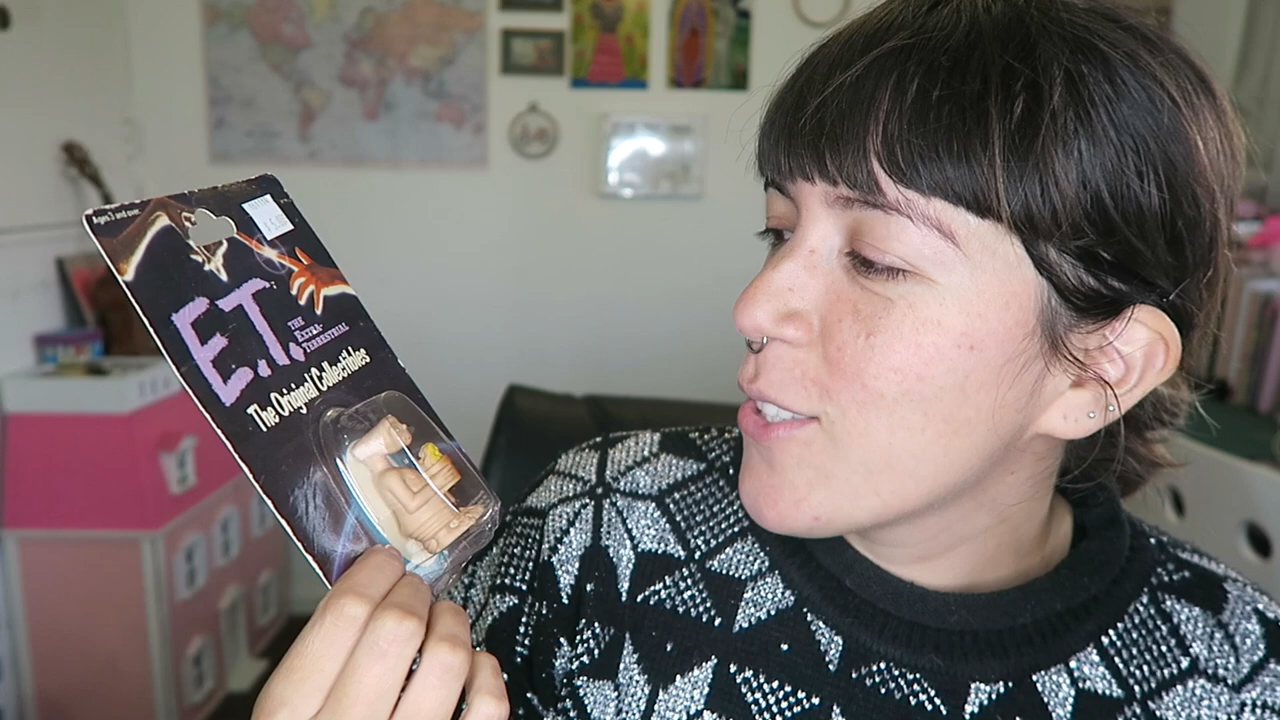 Ages 3 and over.
E.T.
THE
EXTRA-
TERRESTRIAL
The Original Collectibles